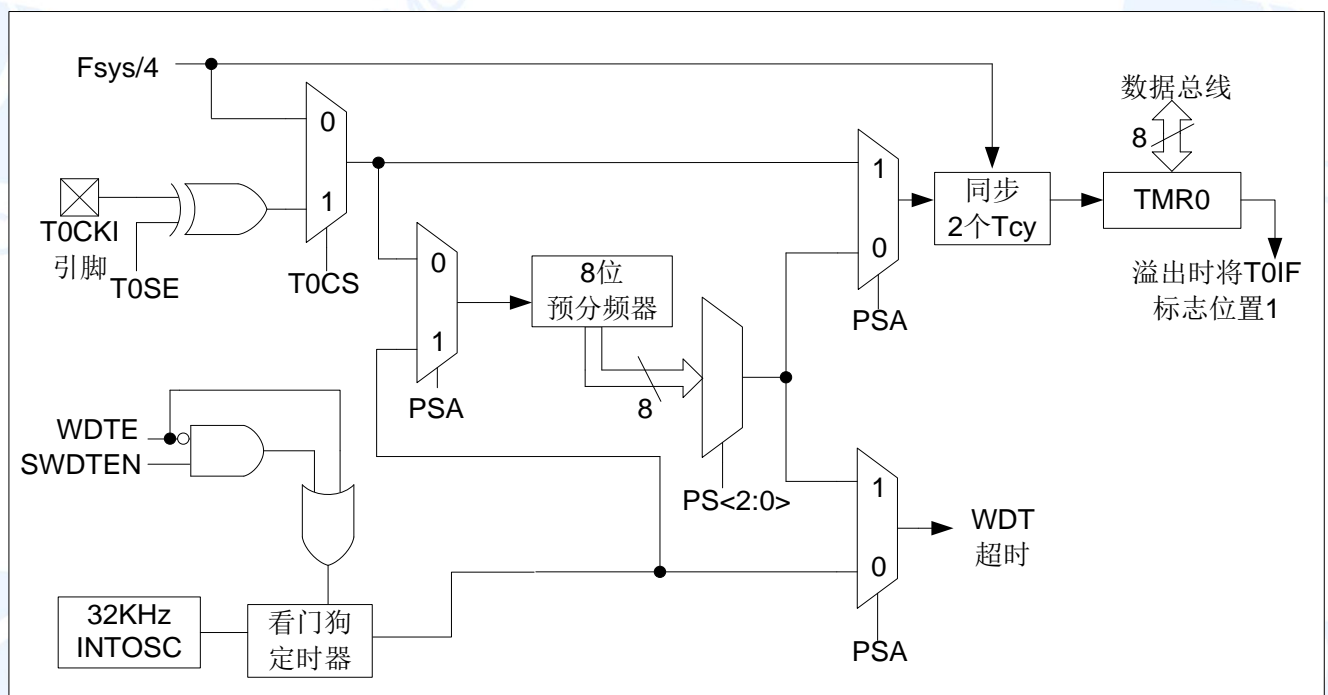 Fsys/4
数据总线
8
0
1
T0CKI
引脚
T0SE
T0CS
0
1
PSA
8位
预分频器
8
PS<2:0>
1
0
PSA
同步
2个Tcy
TMR0
溢出时将T0IF
标志位置1
WDTE
SWDTEN
1
0
PSA
WDT
超时
32KHz
INTOSC
看门狗
定时器